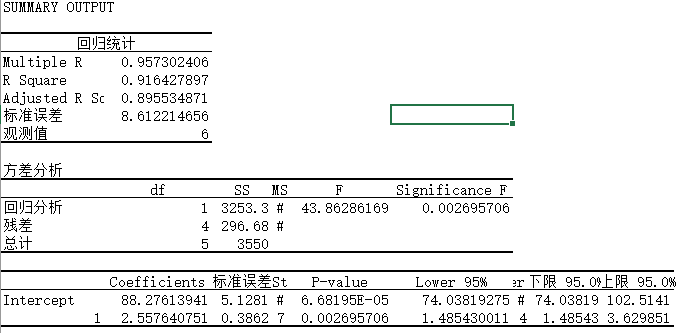 SUMMARY OUTPUT
回归统计
Multiple R 0.957302406
R Square 0.916427897
Adjusted R Sc 0.895534871
标准误差 8.612214656
观测值 6
方差分析
df SS MS F Significance F
回归分析 1 3253.3 # 43.86286169 0.002695706
残差 4 296.68 #
总计 5 3550
Coefficients 标准误差 St P-value Lower 95% er 下限 95.0% 上限 95.0%
Intercept 88.27613941 5.1281 # 6.68195E-05 74.03819275 # 74.03819 102.5141
1 2.557640751 0.3862 7 0.002695706 1.485430011 4 1.48543 3.629851